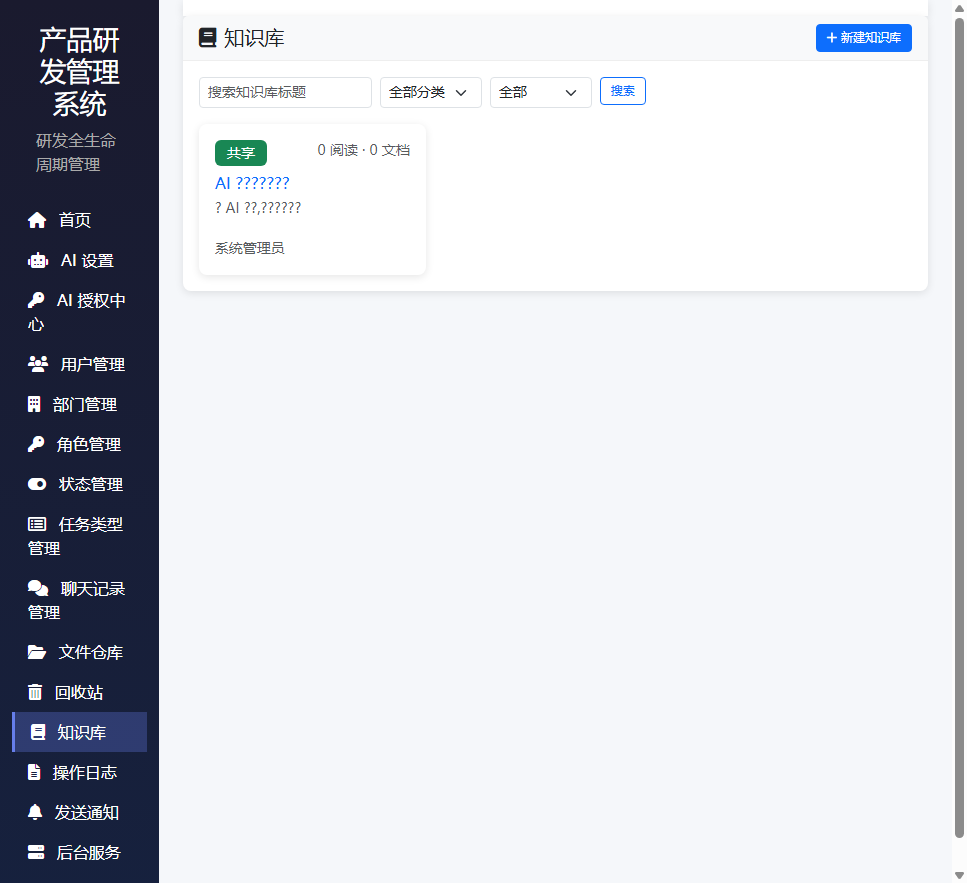 产品研
发管理
系统
研发全生命
周期管理
首页
AI 设置
AI 授权中
心
用户管理
部门管理
角色管理
状态管理
任务类型
管理
聊天记录
管理
文件仓库
回收站
知识库
操作日志
发送通知
后台服务
知识库
+ 新建知识库
搜索知识库标题
全部分类
全部
搜索
共享
0 阅读 · 0 文档
AI ???????
? AI ??,??????
系统管理员